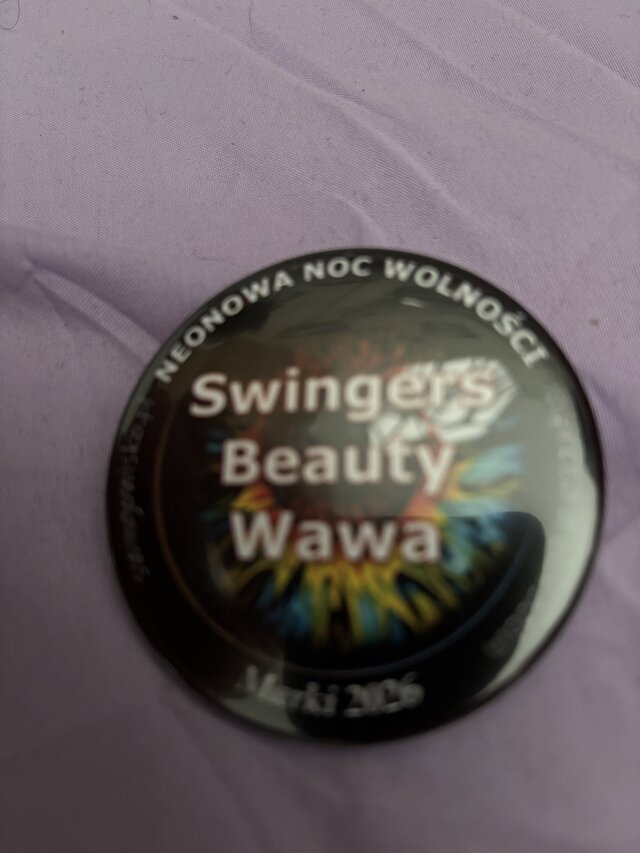 NEONOWA NOC WOLNOŚCI
Swingers
Beauty
Wawa
Marki 2026